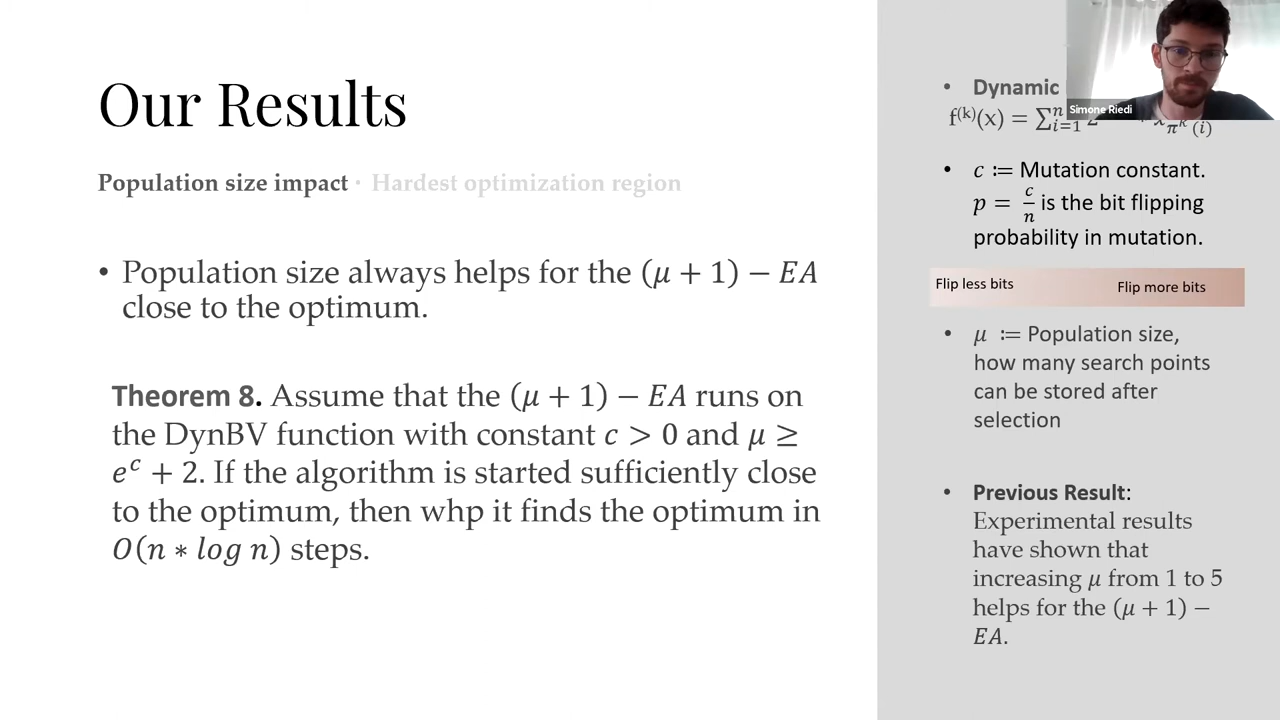 Our Results
Population size impact · Hardest optimization region
• Population size always helps for the (μ + 1) − EA
close to the optimum.
Theorem 8. Assume that the (μ + 1) − EA runs on
the DynBV function with constant c > 0 and μ ≥
e^c + 2. If the algorithm is started sufficiently close
to the optimum, then whp it finds the optimum in
O(n ∗ log n) steps.
Simone Riedi
• Dynamic
f^(k)(x) = ∑_{i=1}^{n}
• c := Mutation constant.
p = c/n is the bit flipping
probability in mutation.
Flip less bits Flip more bits
• μ := Population size,
how many search points
can be stored after
selection
• Previous Result:
Experimental results
have shown that
increasing μ from 1 to 5
helps for the (μ + 1) −
EA.